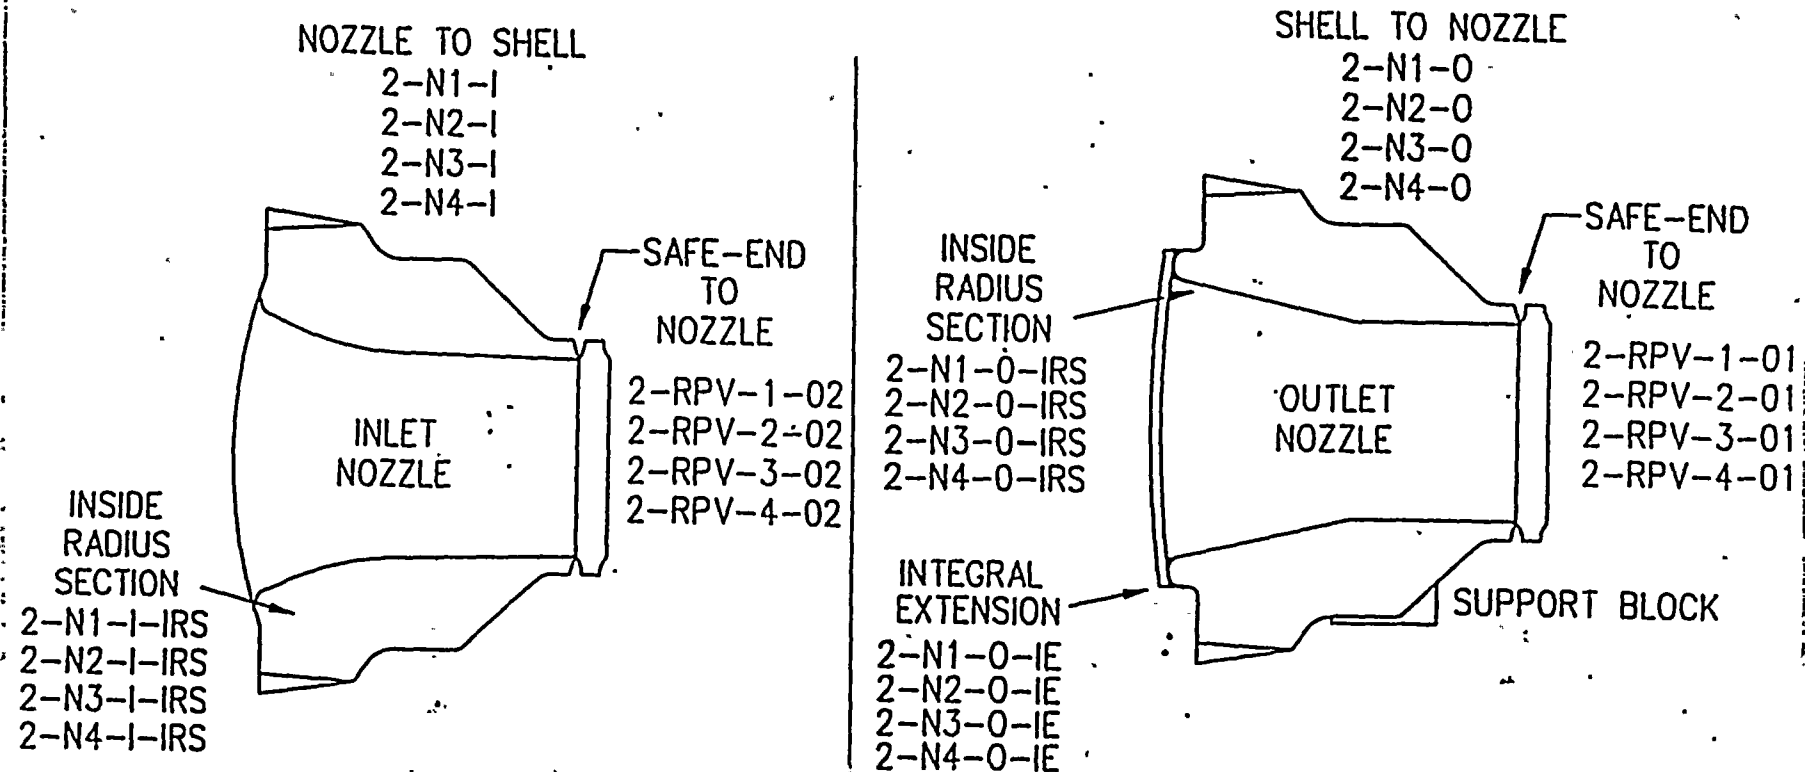 NOZZLE TO SHELL
2-N1-I
2-N2-I
2-N3-I
2-N4-I
SAFE-END
TO
NOZZLE
2-RPV-1-02
2-RPV-2-02
2-RPV-3-02
2-RPV-4-02
INLET
NOZZLE
INSIDE
RADIUS
SECTION
2-N1-I-IRS
2-N2-I-IRS
2-N3-I-IRS
2-N4-I-IRS
SHELL TO NOZZLE
2-N1-O
2-N2-O
2-N3-O
2-N4-O
SAFE-END
TO
NOZZLE
2-RPV-1-01
2-RPV-2-01
2-RPV-3-01
2-RPV-4-01
INSIDE
RADIUS
SECTION
2-N1-O-IRS
2-N2-O-IRS
2-N3-O-IRS
2-N4-O-IRS
OUTLET
NOZZLE
INTEGRAL
EXTENSION
2-N1-O-IE
2-N2-O-IE
2-N3-O-IE
2-N4-O-IE
SUPPORT BLOCK